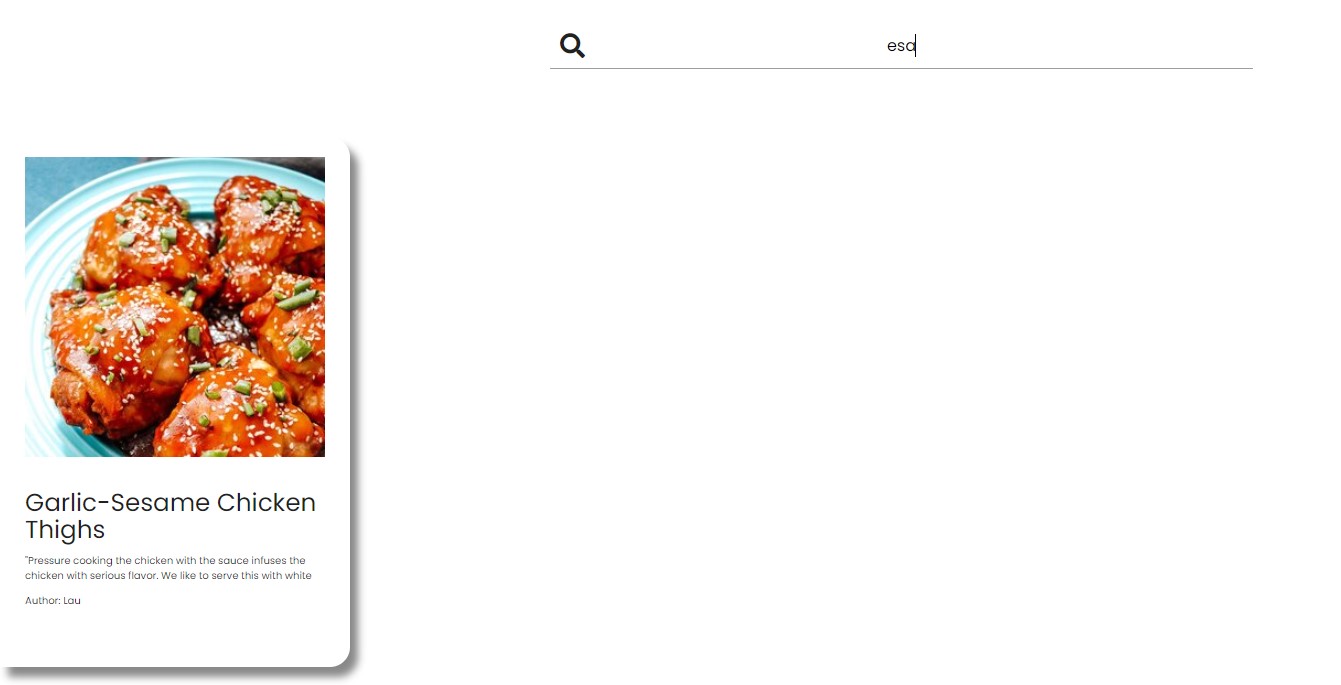 esa
Garlic-Sesame Chicken
Thighs
"Pressure cooking the chicken with the sauce infuses the
chicken with serious flavor. We like to serve this with white
Author: Lau